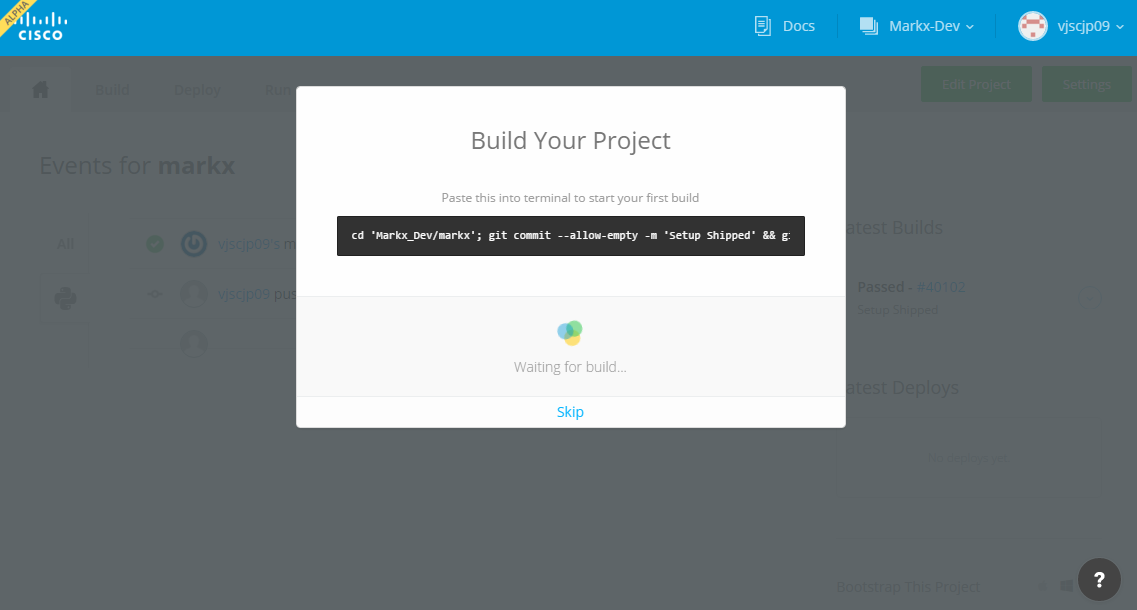 ALPHA
CISCO
Docs
Markx-Dev
vjscjp09
Build
Deploy
Run
Edit Project
Settings
Events for markx
All
vjscjp09's m
vjscjp09 pus
Build Your Project
Paste this into terminal to start your first build
cd 'Markx_Dev/markx'; git commit --allow-empty -m 'Setup Shipped' && gi
Waiting for build...
Skip
atest Builds
Passed - #40102
Setup Shipped
atest Deploys
No deploys yet
Bootstrap This Project
?